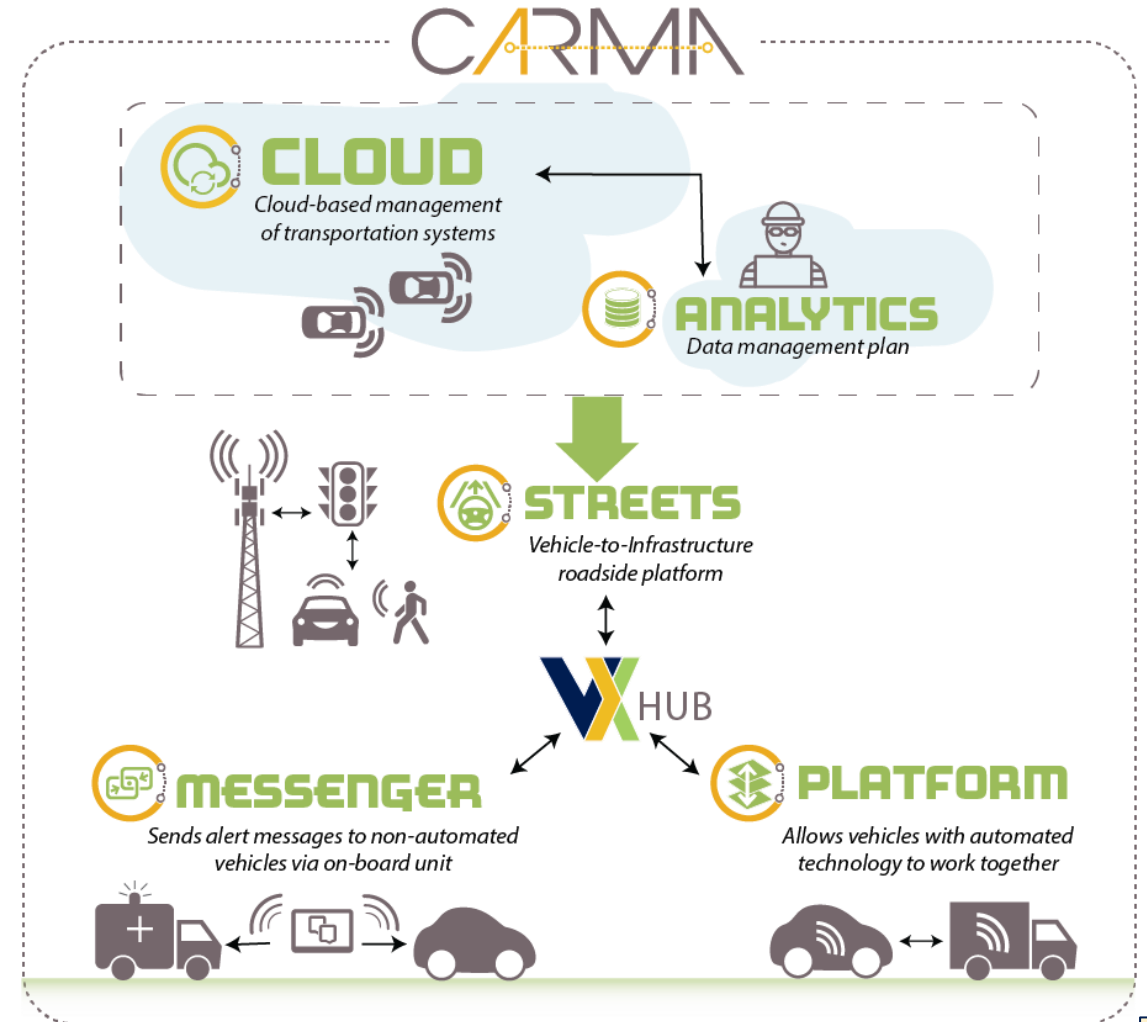 CARMA
CLOUD
Cloud-based management
of transportation systems
ANALYTICS
Data management plan
STREETS
Vehicle-to-Infrastructure
roadside platform
VX HUB
MESSENGER
Sends alert messages to non-automated
vehicles via on-board unit
PLATFORM
Allows vehicles with automated
technology to work together